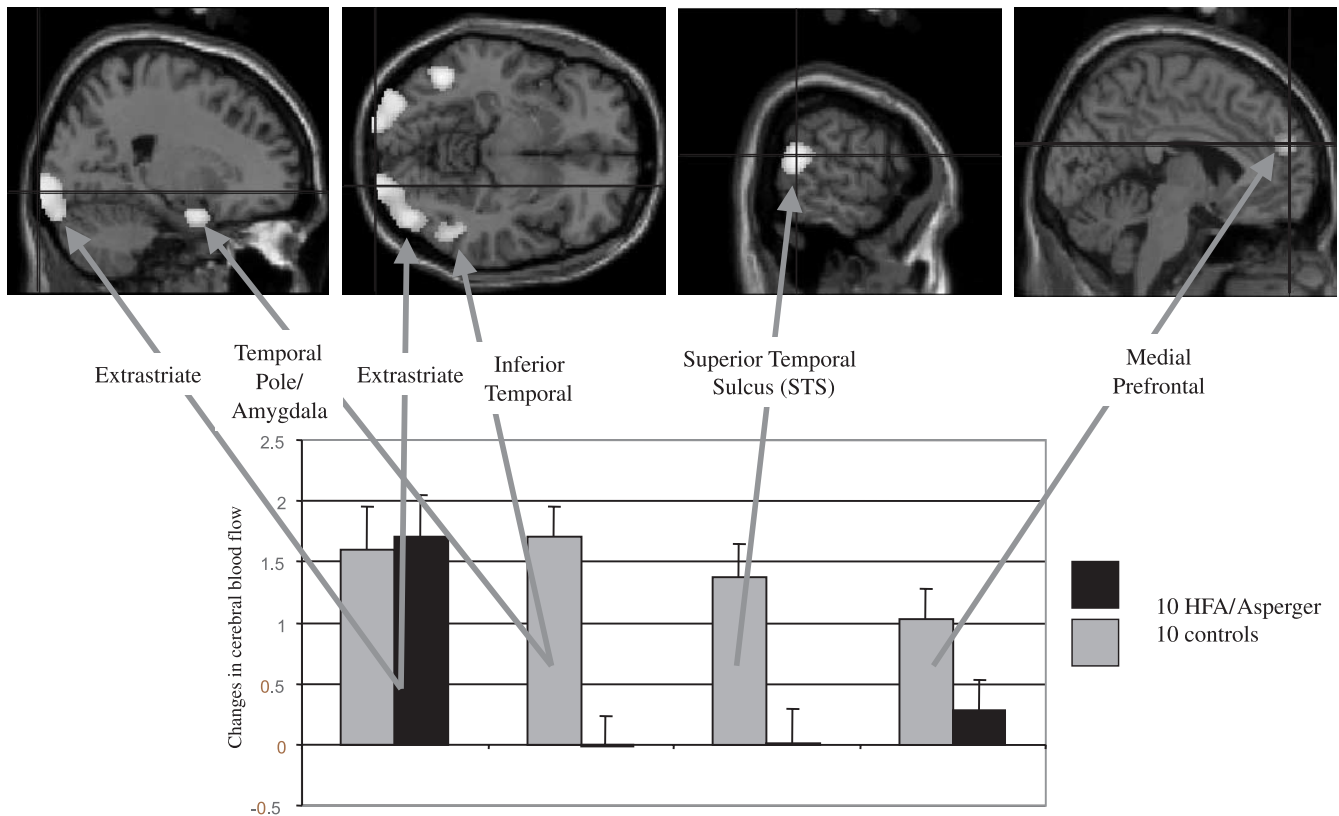 Extrastriate
Temporal
Pole/
Amygdala
Extrastriate
Inferior
Temporal
Superior Temporal
Sulcus (STS)
Medial
Prefrontal
Changes in cerebral blood flow
2.5
2
1.5
1
0.5
0
-0.5
10 HFA/Asperger
10 controls